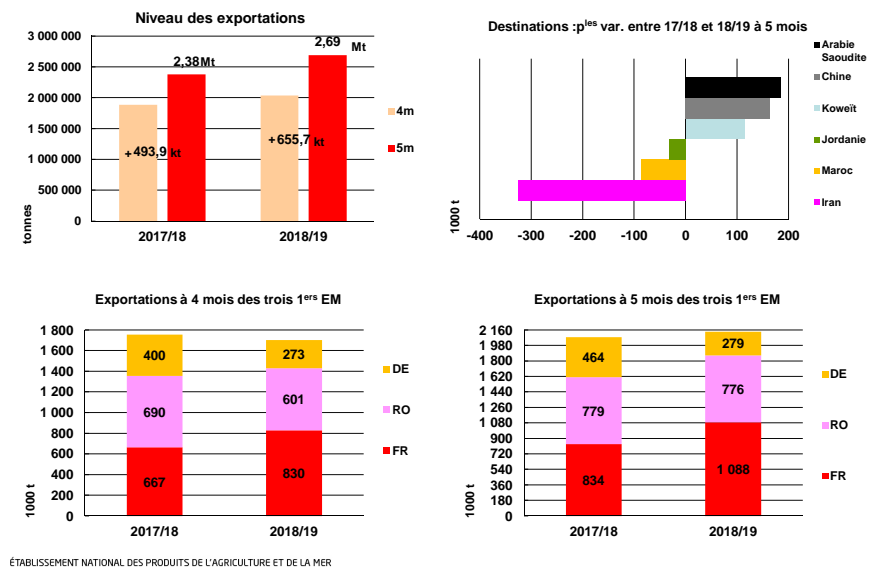 Niveau des exportations
3 000 000
2 500 000
2 000 000
1 500 000
1 000 000
500 000
0
tonnes
2,38Mt
2,69 Mt
+493,9 kt
+655,7 kt
2017/18
2018/19
4m
5m
Destinations :ples var. entre 17/18 et 18/19 à 5 mois
Arabie
Saoudite
Chine
Koweït
Jordanie
Maroc
Iran
1000 t
-400 -300 -200 -100 0 100 200
Exportations à 4 mois des trois 1ers EM
1 800
1 600
1 400
1 200
1 000
800
600
400
200
0
1000 t
400
690
667
273
601
830
2017/18
2018/19
DE
RO
FR
Exportations à 5 mois des trois 1ers EM
2 160
1 980
1 800
1 620
1 440
1 260
1 080
900
720
540
360
180
0
1000 t
464
779
834
279
776
1 088
2017/18
2018/19
DE
RO
FR
ÉTABLISSEMENT NATIONAL DES PRODUITS DE L'AGRICULTURE ET DE LA MER